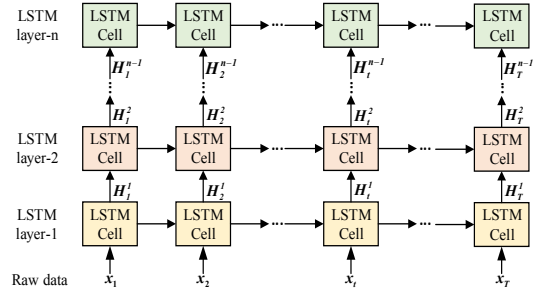 LSTM layer-n LSTM Cell LSTM Cell ... LSTM Cell ... LSTM Cell
H_1^{n-1} H_2^{n-1} H_t^{n-1} H_T^{n-1}
H_1^2 H_2^2 H_t^2 H_T^2
LSTM layer-2 LSTM Cell LSTM Cell ... LSTM Cell ... LSTM Cell
H_1^1 H_2^1 H_t^1 H_T^1
LSTM layer-1 LSTM Cell LSTM Cell ... LSTM Cell ... LSTM Cell
Raw data x_1 x_2 x_t x_T